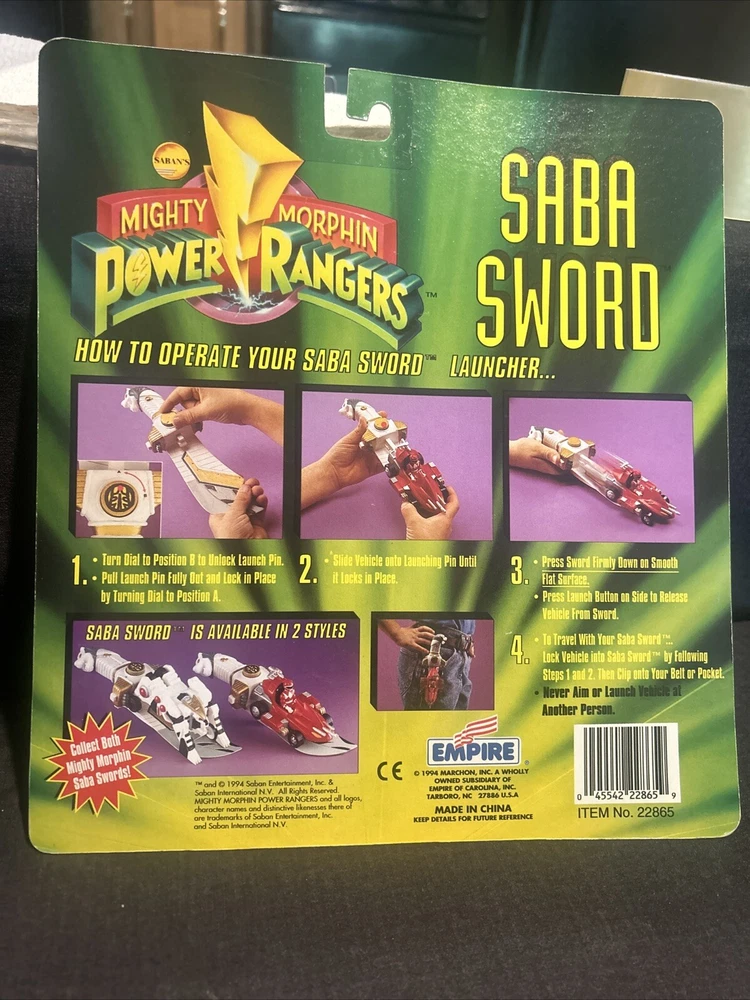 SABAN'S
MIGHTY MORPHIN
POWER RANGERS™
SABA
SWORD
HOW TO OPERATE YOUR SABA SWORD™ LAUNCHER...
1. • Turn Dial to Position B to Unlock Launch Pin.
• Pull Launch Pin Fully Out and Lock in Place
by Turning Dial to Position A.
2. • Slide Vehicle onto Launching Pin Until
it Locks in Place.
3. • Press Sword Firmly Down on Smooth
Flat Surface.
• Press Launch Button on Side to Release
Vehicle From Sword.
4. • To Travel With Your Saba Sword™...
Lock Vehicle into Saba Sword™ by Following
Steps 1 and 2. Then Clip onto Your Belt or Pocket.
• Never Aim or Launch Vehicle at
Another Person.
SABA SWORD™ IS AVAILABLE IN 2 STYLES
Collect Both
Mighty Morphin
Saba Swords!
™ and © 1994 Saban Entertainment, Inc. &
Saban International N.V. All Rights Reserved.
MIGHTY MORPHIN POWER RANGERS and all logos,
character names and distinctive likenesses there of
are trademarks of Saban Entertainment, Inc.
and Saban International N.V.
CE
EMPIRE®
© 1994 MARCHON, INC. A WHOLLY
OWNED SUBSIDIARY OF
EMPIRE OF CAROLINA, INC.
TARBORO, NC 27886 U.S.A
MADE IN CHINA
KEEP DETAILS FOR FUTURE REFERENCE
0 45542 22865 9
ITEM No. 22865